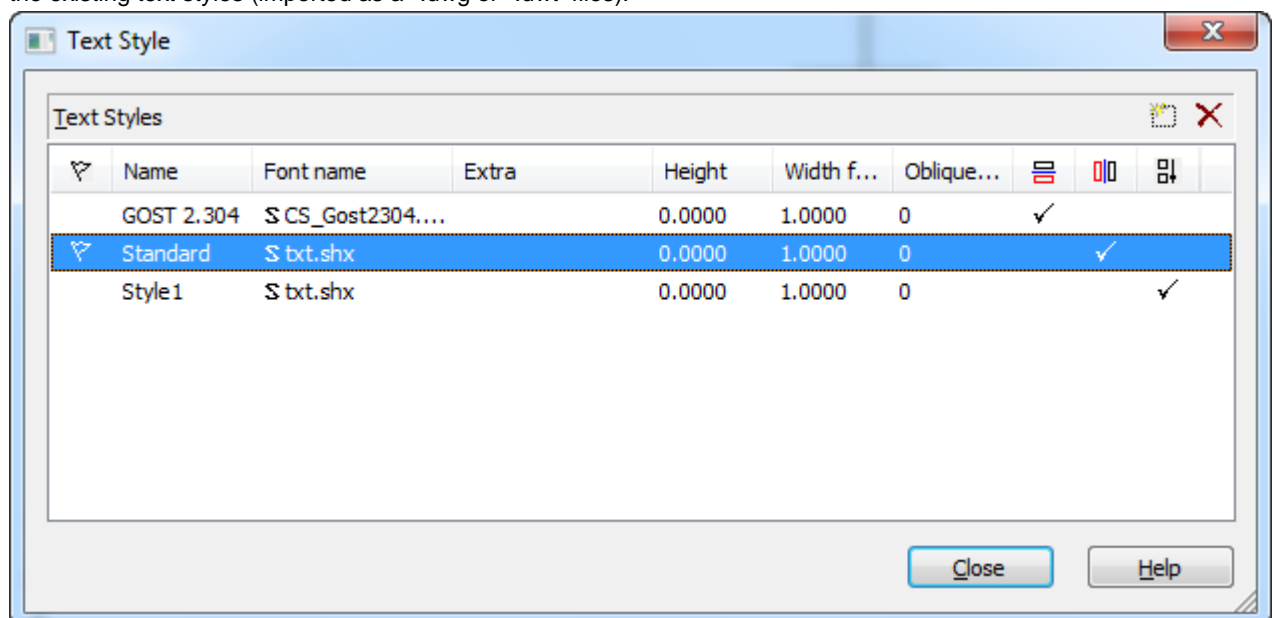 Text Style
Text Styles
Name Font name Extra Height Width f... Oblique...
GOST 2.304 CS_Gost2304.... 0.0000 1.0000 0
Standard txt.shx 0.0000 1.0000 0
Style1 txt.shx 0.0000 1.0000 0
Close Help